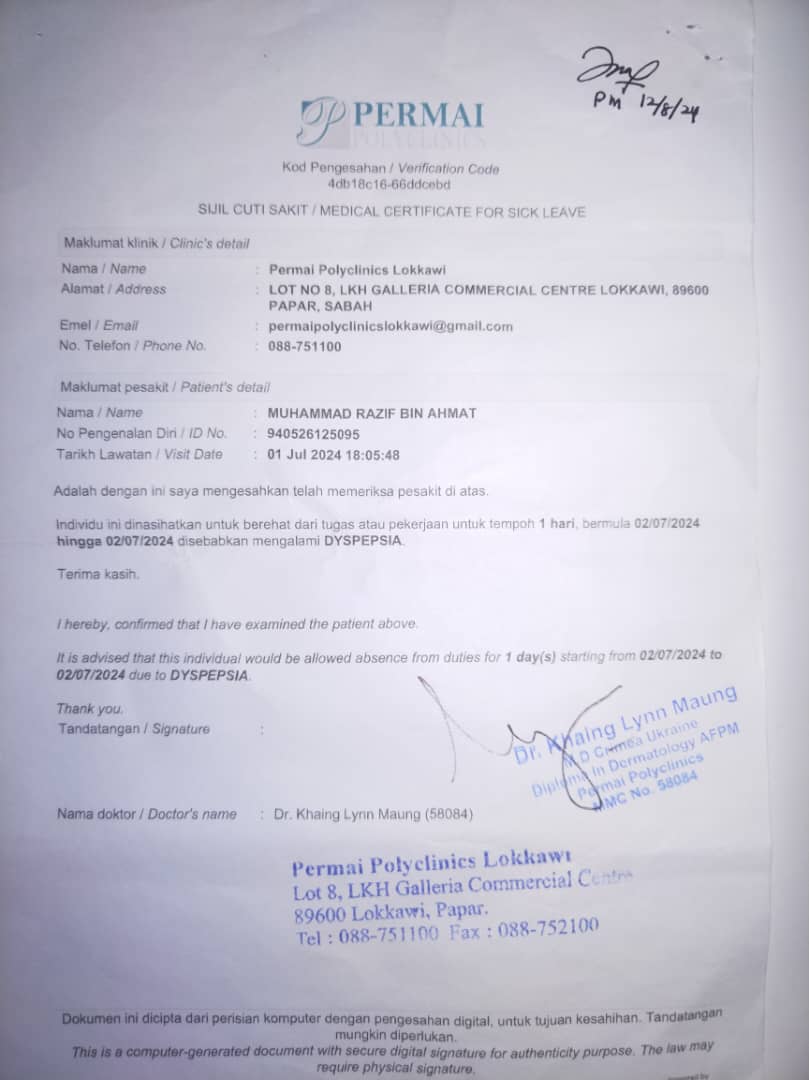 PM 12/8/24
PERMAI
POLYCLINICS
Kod Pengesahan / Verification Code
4db18c16-66ddcebd
SIJIL CUTI SAKIT / MEDICAL CERTIFICATE FOR SICK LEAVE
Maklumat klinik / Clinic's detail
Nama / Name : Permai Polyclinics Lokkawi
Alamat / Address : LOT NO 8, LKH GALLERIA COMMERCIAL CENTRE LOKKAWI, 89600
PAPAR, SABAH
Emel / Email : permaipolyclinicslokkawi@gmail.com
No. Telefon / Phone No. : 088-751100
Maklumat pesakit / Patient's detail
Nama / Name : MUHAMMAD RAZIF BIN AHMAT
No Pengenalan Diri / ID No. : 940526125095
Tarikh Lawatan / Visit Date : 01 Jul 2024 18:05:48
Adalah dengan ini saya mengesahkan telah memeriksa pesakit di atas.
Individu ini dinasihatkan untuk berehat dari tugas atau pekerjaan untuk tempoh 1 hari, bermula 02/07/2024
hingga 02/07/2024 disebabkan mengalami DYSPEPSIA.
Terima kasih.
I hereby, confirmed that I have examined the patient above.
It is advised that this individual would be allowed absence from duties for 1 day(s) starting from 02/07/2024 to
02/07/2024 due to DYSPEPSIA.
Thank you.
Tandatangan / Signature :
Dr. Khaing Lynn Maung
M D Crimea Ukraine
Diploma in Dermatology AFPM
Permai Polyclinics
MMC No. 58084
Nama doktor / Doctor's name : Dr. Khaing Lynn Maung (58084)
Permai Polyclinics Lokkawi
Lot 8, LKH Galleria Commercial Centre
89600 Lokkawi, Papar.
Tel : 088-751100 Fax : 088-752100
Dokumen ini dicipta dari perisian komputer dengan pengesahan digital, untuk tujuan kesahihan. Tandatangan
mungkin diperlukan.
This is a computer-generated document with secure digital signature for authenticity purpose. The law may
require physical signature.